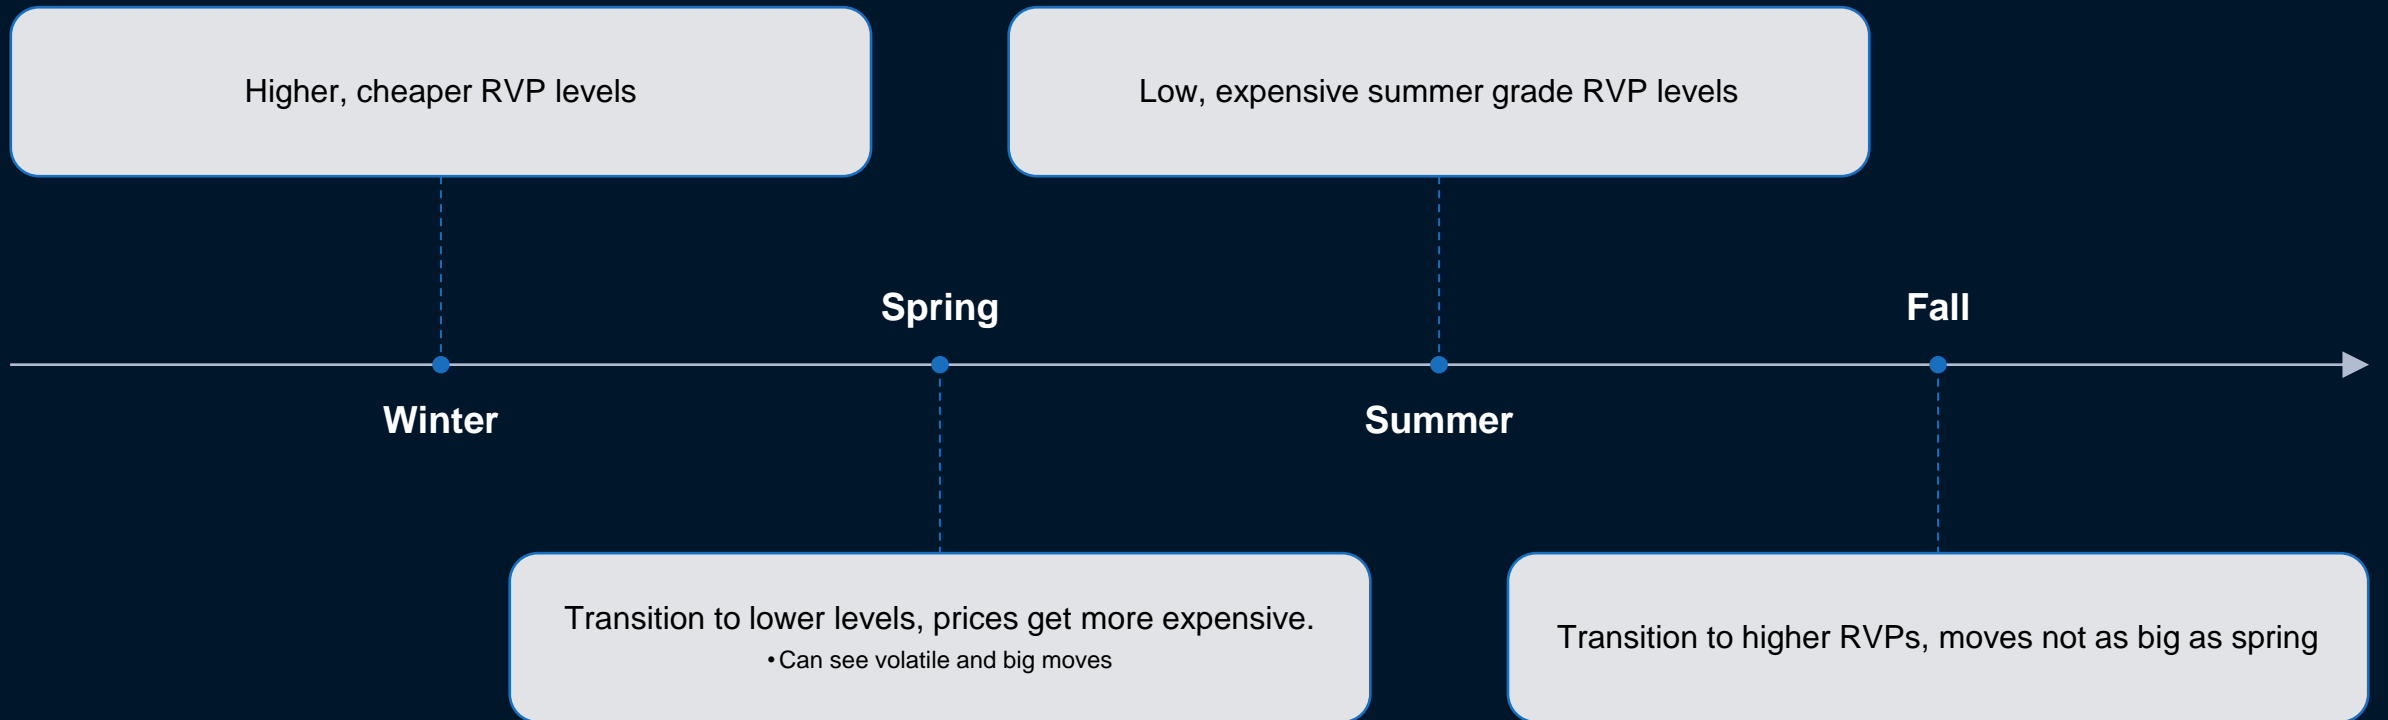 Higher, cheaper RVP levels
Low, expensive summer grade RVP levels
Spring
Fall
Winter
Summer
Transition to lower levels, prices get more expensive.
•Can see volatile and big moves
Transition to higher RVPs, moves not as big as spring